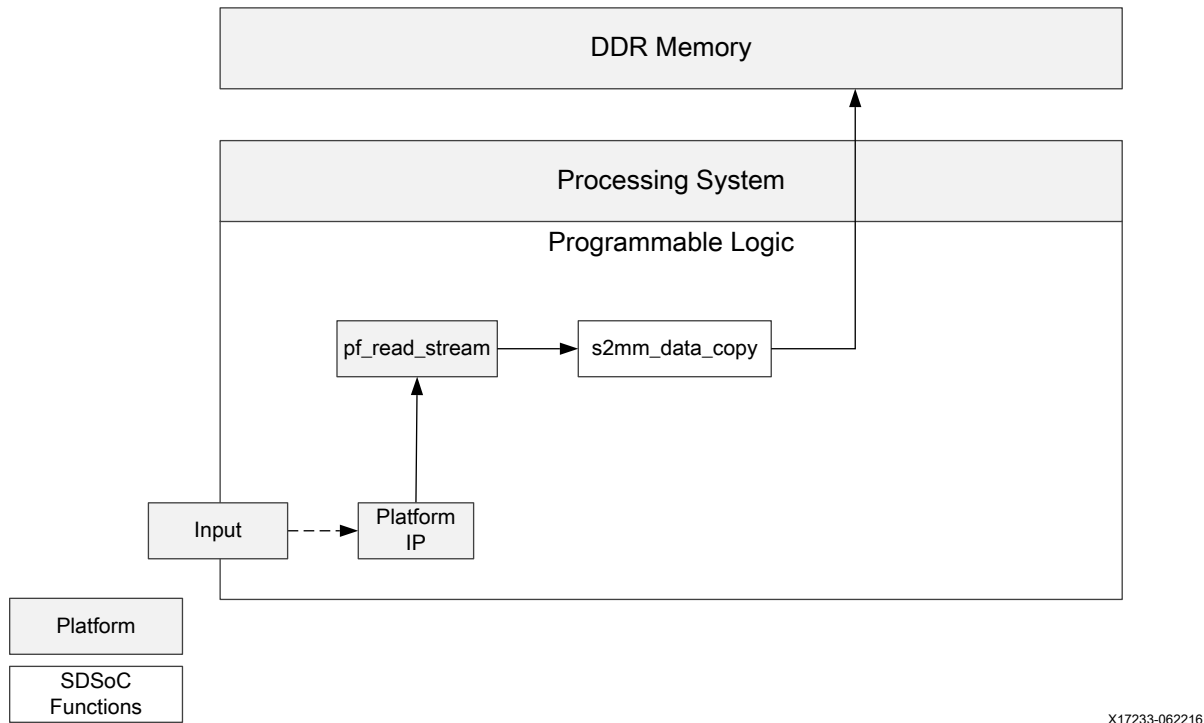 DDR Memory
Processing System
Programmable Logic
pf_read_stream
s2mm_data_copy
Input
Platform
IP
Platform
SDSoC
Functions
X17233-062216